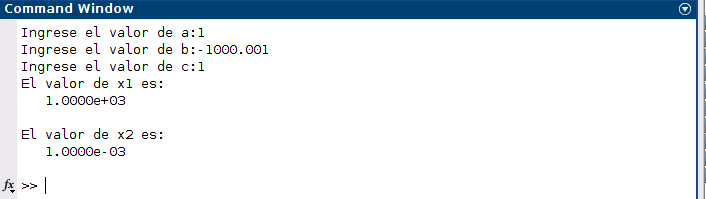 Command Window
Ingrese el valor de a:1
Ingrese el valor de b:-1000.001
Ingrese el valor de c:1
El valor de x1 es:
1.0000e+03
El valor de x2 es:
1.0000e-03
fx >>